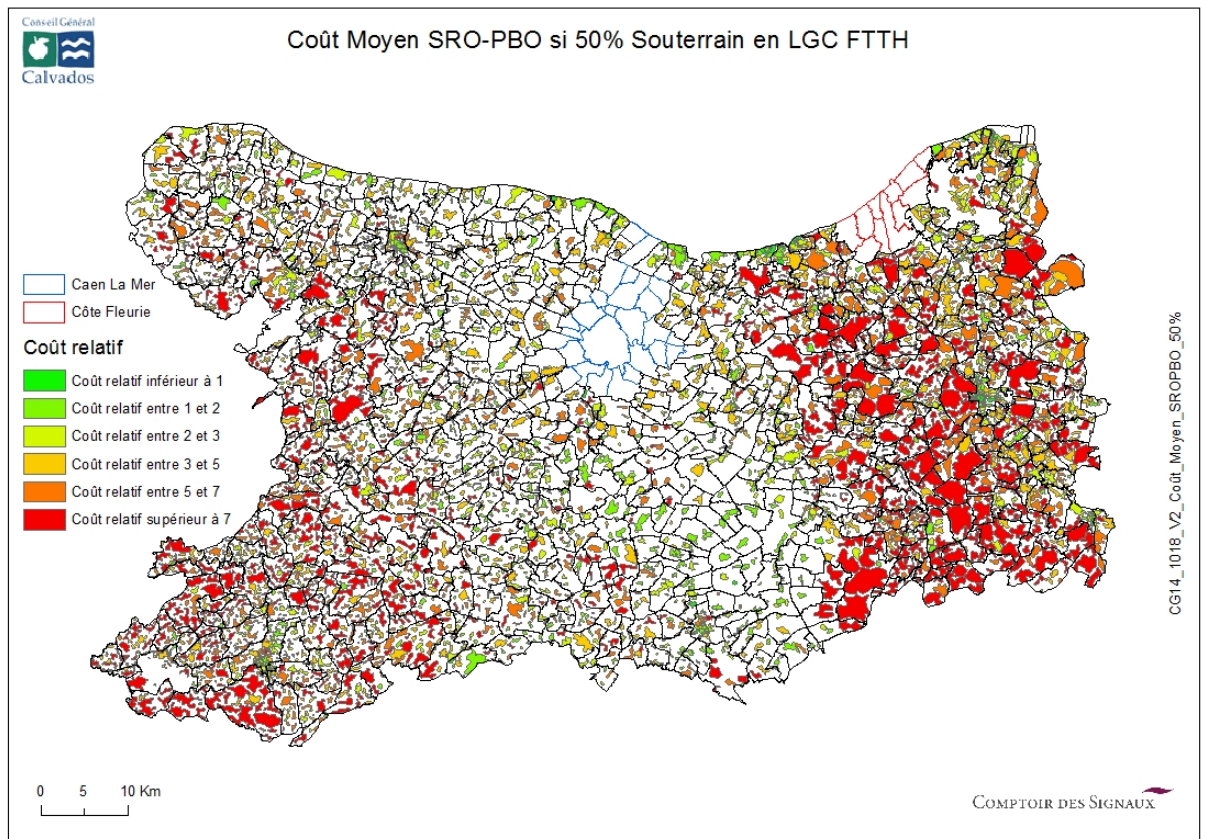 Conseil Général
Calvados
Coût Moyen SRO-PBO si 50% Souterrain en LGC FTTH
Caen La Mer
Côte Fleurie
Coût relatif
Coût relatif inférieur à 1
Coût relatif entre 1 et 2
Coût relatif entre 2 et 3
Coût relatif entre 3 et 5
Coût relatif entre 5 et 7
Coût relatif supérieur à 7
CG14_1018_V2_Coût_Moyen_SROPBO_50%
0 5 10 Km
COMPTOIR DES SIGNAUX